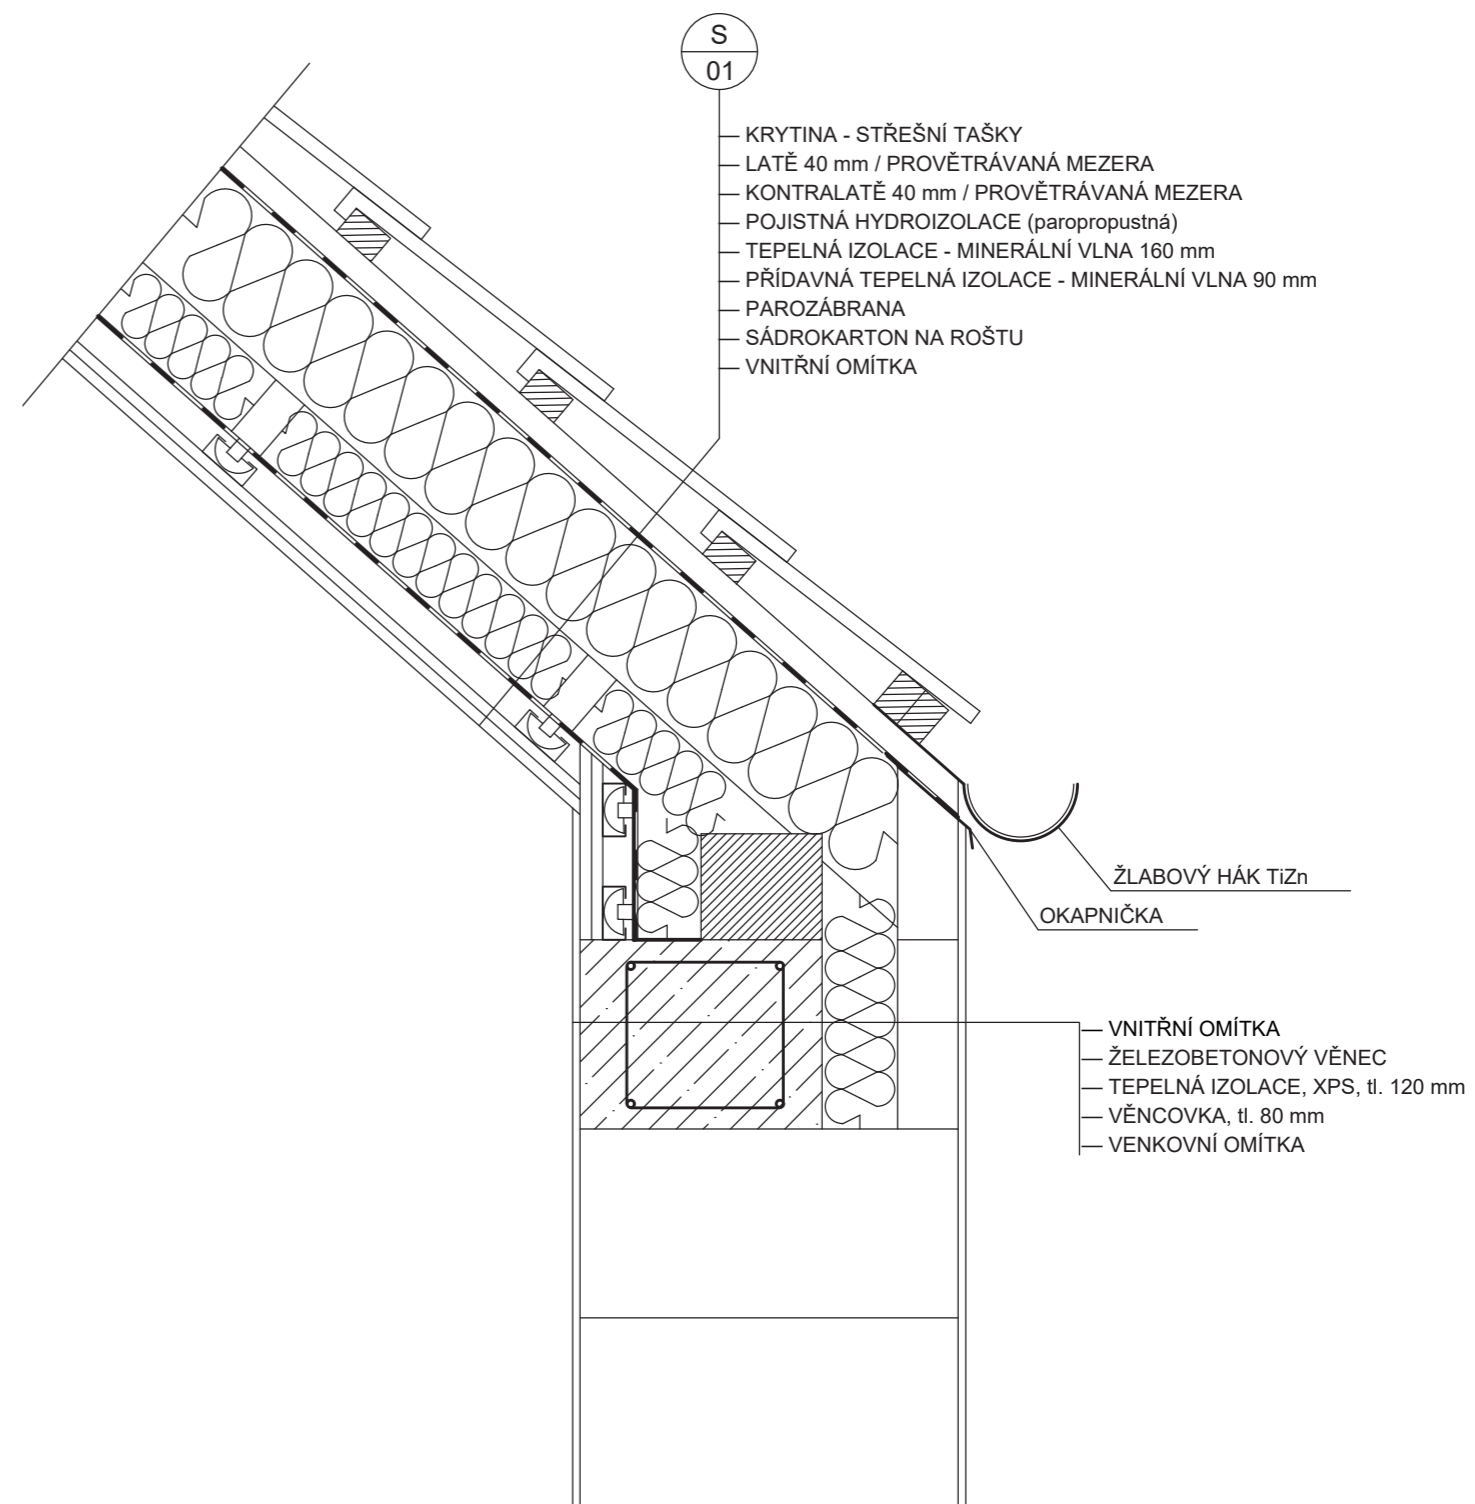 S
01
KRYTINA - STŘEŠNÍ TAŠKY
LATĚ 40 mm / PROVĚTRÁVANÁ MEZERA
KONTRALATĚ 40 mm / PROVĚTRÁVANÁ MEZERA
POJISTNÁ HYDROIZOLACE (paropropustná)
TEPELNÁ IZOLACE - MINERÁLNÍ VLNA 160 mm
PŘÍDAVNÁ TEPELNÁ IZOLACE - MINERÁLNÍ VLNA 90 mm
PAROZÁBRANA
SÁDROKARTON NA ROŠTU
VNITŘNÍ OMÍTKA
ŽLABOVÝ HÁK TiZn
OKAPNIČKA
VNITŘNÍ OMÍTKA
ŽELEZOBETONOVÝ VĚNEC
TEPELNÁ IZOLACE, XPS, tl. 120 mm
VĚNCOVKA, tl. 80 mm
VENKOVNÍ OMÍTKA